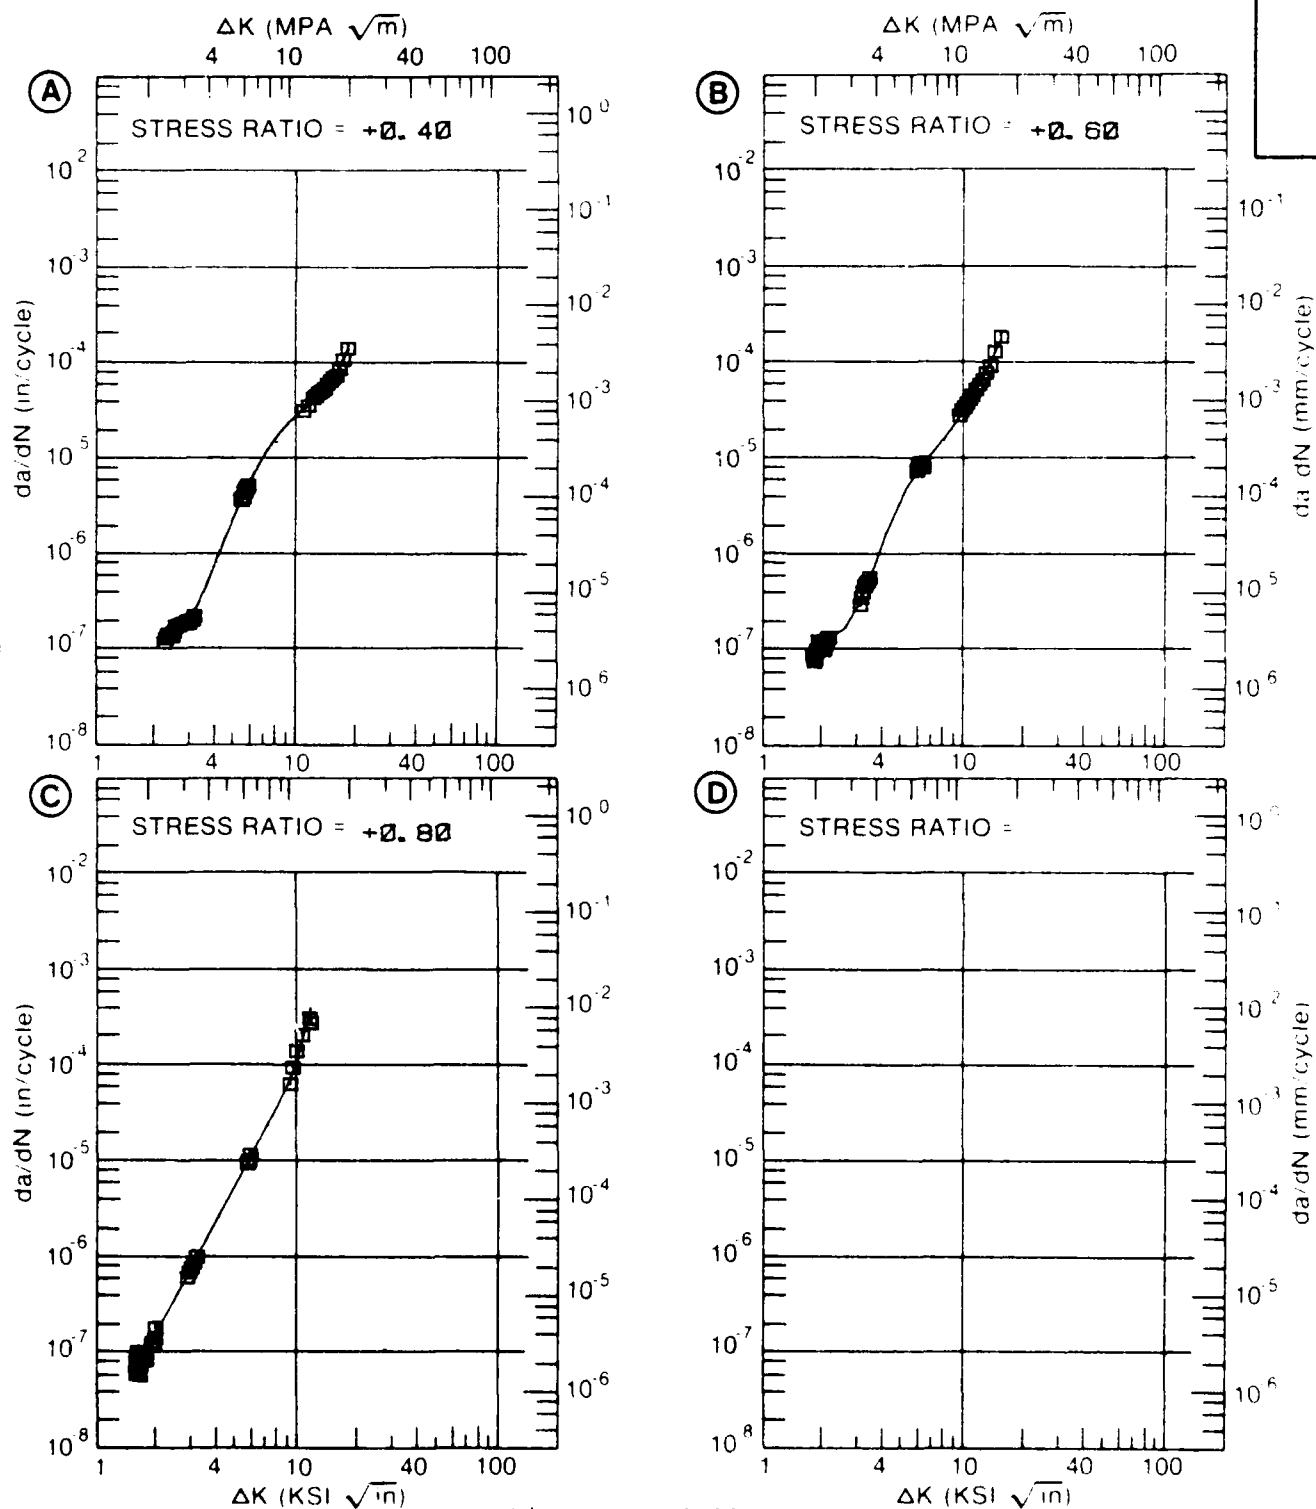 ΔK (MPA √m) ΔK (MPA √m)
4 10 40 100 4 10 40 100
A B
STRESS RATIO = +0.40 STRESS RATIO = +0.60
10^2 10^-3 10^-4 10^-5 10^-6 10^-7 10^-8
da/dN (in/cycle)
10^0 10^-1 10^-2 10^-3 10^-4 10^-5 10^6
10^-2 10^-3 10^-4 10^-5 10^-6 10^-7 10^-8
10^-1 10^-2 10^-3 10^-4 10^5 10^6
da dN (mm/cycle)
1 4 10 40 100 1 4 10 40 100
C D
STRESS RATIO = +0.80 STRESS RATIO =
10^-2 10^-3 10^-4 10^-5 10^-6 10^-7 10^-8
da/dN (in/cycle)
10^0 10^-1 10^-2 10^-3 10^-4 10^-5 10^-6
10^-2 10^-3 10^-4 10^-5 10^-6 10^-7 10^-8
10^-3 10^-4 10^-5 10^-6
da/dN (mm/cycle)
1 4 10 40 100 1 4 10 40 100
ΔK (KSI √in) ΔK (KSI √in)